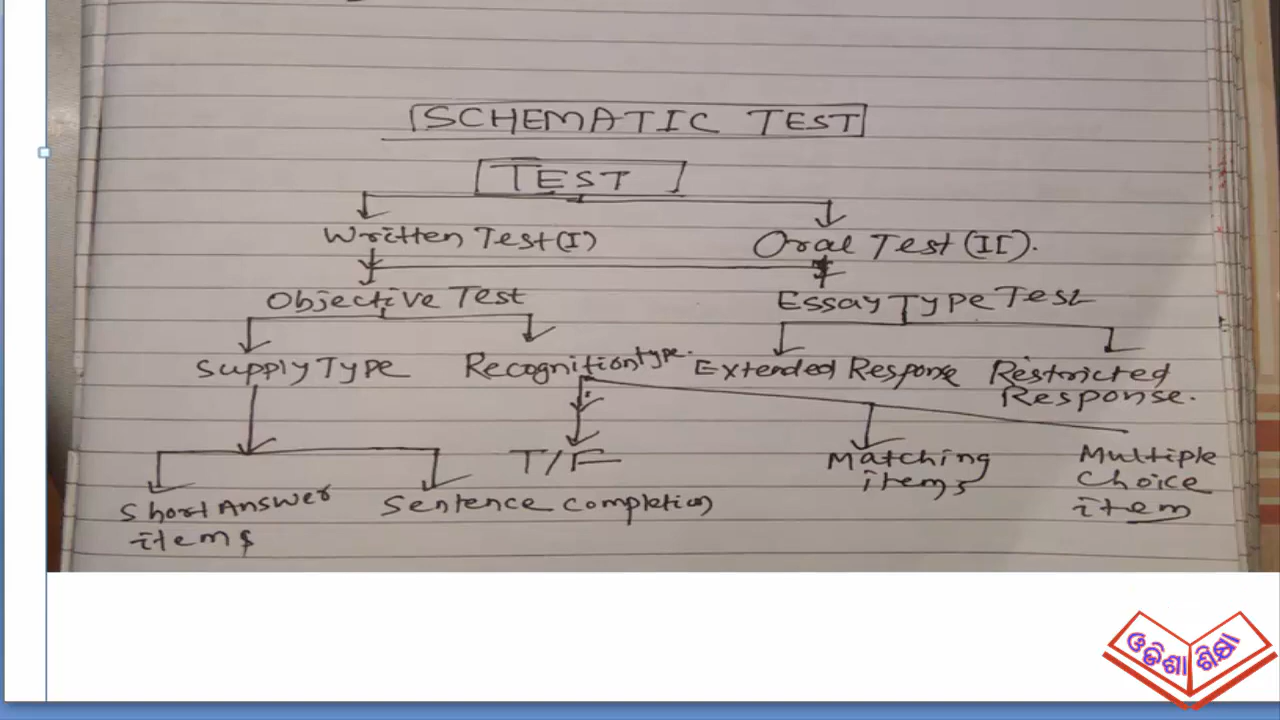 SCHEMATIC TEST
TEST
Written Test (I)
Oral Test (II).
Objective Test
Essay Type Test
Supply Type
Recognition type.
Extended Response
Restricted
Response.
T/F
Matching
items
Multiple
Choice
item
Short Answer
items
Sentence completion
ଓଡିଶା ଶିକ୍ଷା